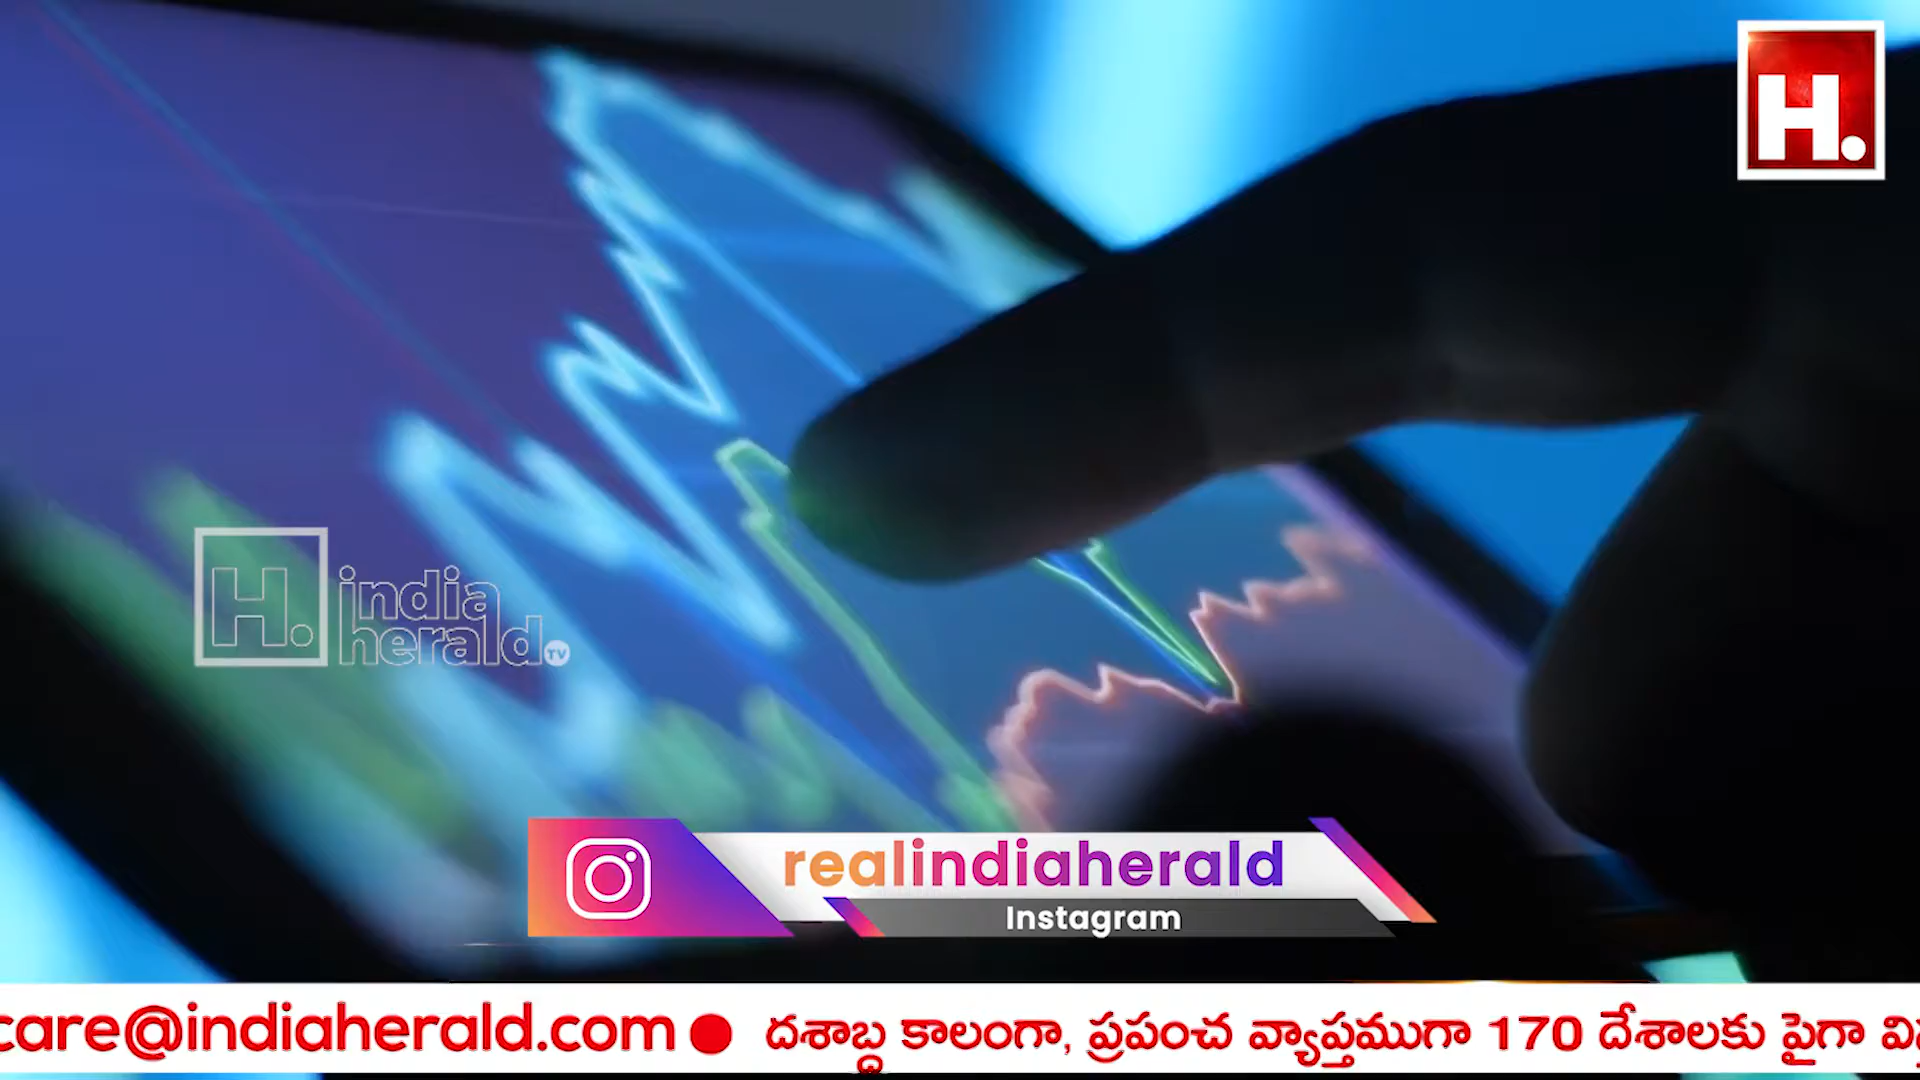 H.
H.
india
herald
TV
realindiaherald
Instagram
care@indiaherald.com ● దశాబ్ద కాలంగా, ప్రపంచ వ్యాప్తముగా 170 దేశాలకు పైగా